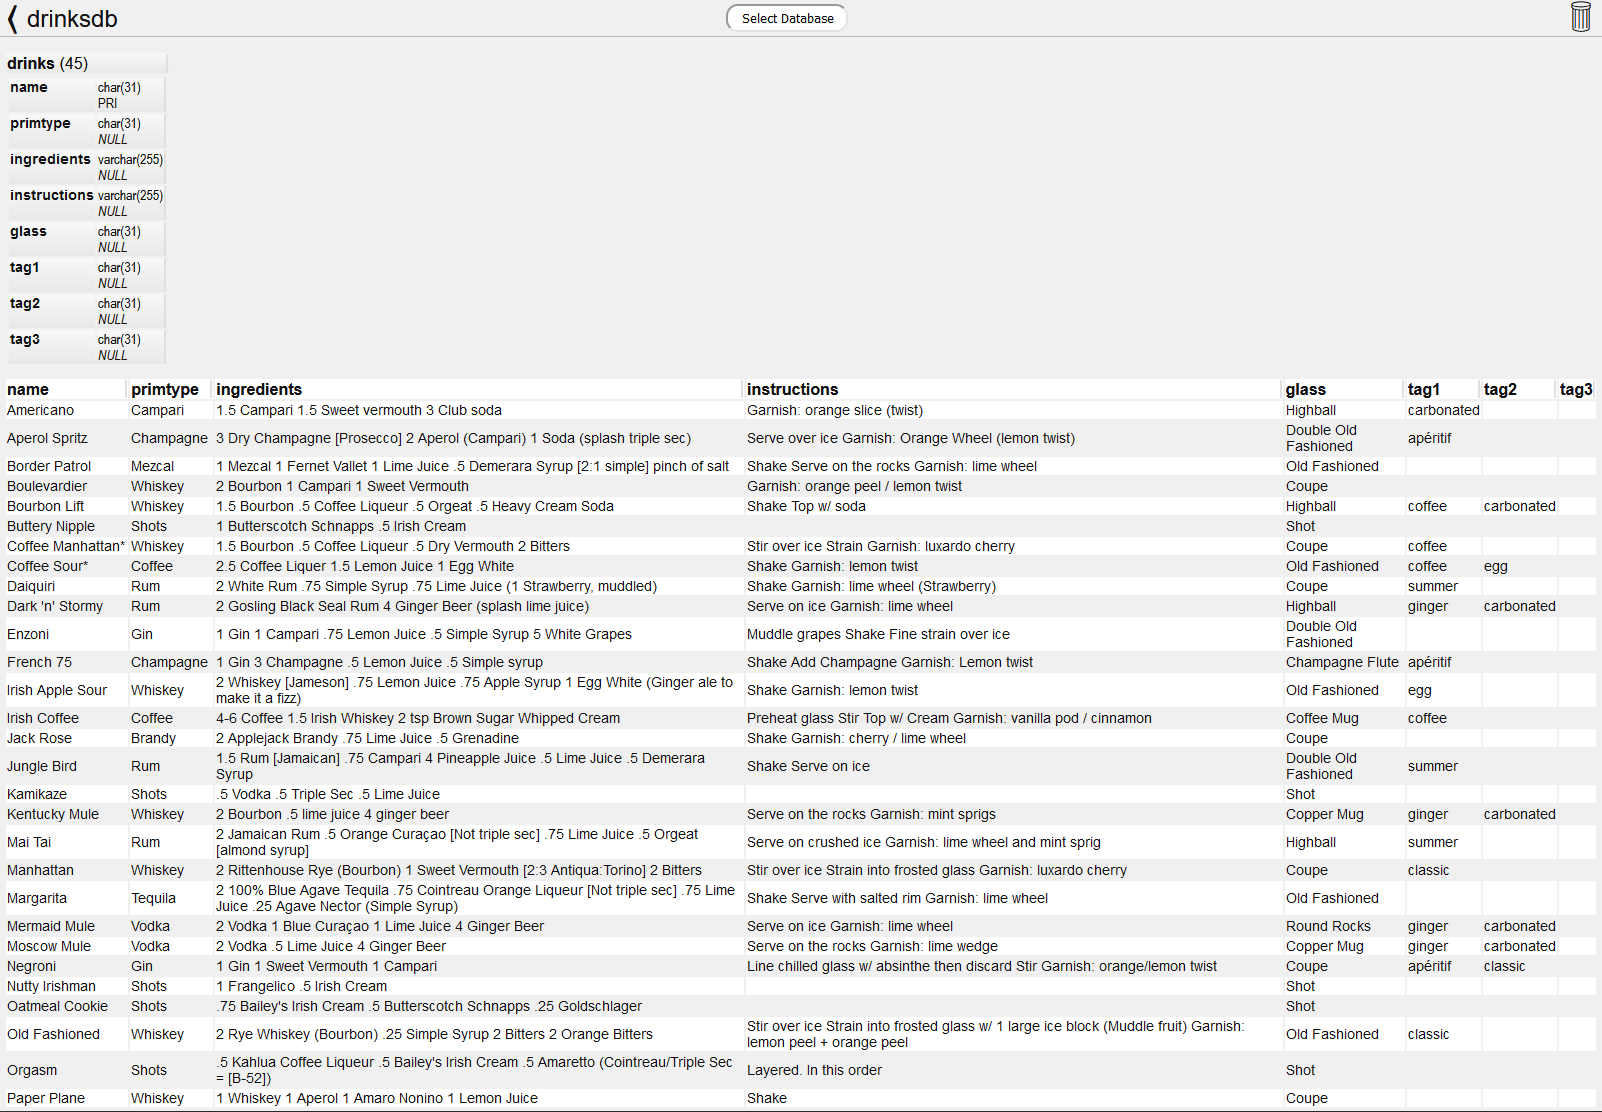 drinksdb
Select Database
drinks (45)
name char(31)
PRI
primtype char(31)
NULL
ingredients varchar(255)
NULL
instructions varchar(255)
NULL
glass char(31)
NULL
tag1 char(31)
NULL
tag2 char(31)
NULL
tag3 char(31)
NULL
name primtype ingredients instructions glass tag1 tag2 tag3
Americano Campari 1.5 Campari 1.5 Sweet vermouth 3 Club soda Garnish: orange slice (twist) Highball carbonated
Aperol Spritz Champagne 3 Dry Champagne [Prosecco] 2 Aperol (Campari) 1 Soda (splash triple sec) Serve over ice Garnish: Orange Wheel (lemon twist) Double Old
Fashioned apéritif
Border Patrol Mezcal 1 Mezcal 1 Fernet Vallet 1 Lime Juice .5 Demerara Syrup [2:1 simple] pinch of salt Shake Serve on the rocks Garnish: lime wheel Old Fashioned
Boulevardier Whiskey 2 Bourbon 1 Campari 1 Sweet Vermouth Garnish: orange peel / lemon twist Coupe
Bourbon Lift Whiskey 1.5 Bourbon .5 Coffee Liqueur .5 Orgeat .5 Heavy Cream Soda Shake Top w/ soda Highball coffee carbonated
Buttery Nipple Shots 1 Butterscotch Schnapps .5 Irish Cream Shot
Coffee Manhattan* Whiskey 1.5 Bourbon .5 Coffee Liqueur .5 Dry Vermouth 2 Bitters Stir over ice Strain Garnish: luxardo cherry Coupe coffee
Coffee Sour* Coffee 2.5 Coffee Liquer 1.5 Lemon Juice 1 Egg White Shake Garnish: lemon twist Old Fashioned coffee egg
Daiquiri Rum 2 White Rum .75 Simple Syrup .75 Lime Juice (1 Strawberry, muddled) Shake Garnish: lime wheel (Strawberry) Coupe summer
Dark 'n' Stormy Rum 2 Gosling Black Seal Rum 4 Ginger Beer (splash lime juice) Serve on ice Garnish: lime wheel Highball ginger carbonated
Enzoni Gin 1 Gin 1 Campari .75 Lemon Juice .5 Simple Syrup 5 White Grapes Muddle grapes Shake Fine strain over ice Double Old
Fashioned
French 75 Champagne 1 Gin 3 Champagne .5 Lemon Juice .5 Simple syrup Shake Add Champagne Garnish: Lemon twist Champagne Flute apéritif
Irish Apple Sour Whiskey 2 Whiskey [Jameson] .75 Lemon Juice .75 Apple Syrup 1 Egg White (Ginger ale to
make it a fizz) Shake Garnish: lemon twist Old Fashioned egg
Irish Coffee Coffee 4-6 Coffee 1.5 Irish Whiskey 2 tsp Brown Sugar Whipped Cream Preheat glass Stir Top w/ Cream Garnish: vanilla pod / cinnamon Coffee Mug coffee
Jack Rose Brandy 2 Applejack Brandy .75 Lime Juice .5 Grenadine Shake Garnish: cherry / lime wheel Coupe
Jungle Bird Rum 1.5 Rum [Jamaican] .75 Campari 4 Pineapple Juice .5 Lime Juice .5 Demerara
Syrup Shake Serve on ice Double Old
Fashioned summer
Kamikaze Shots .5 Vodka .5 Triple Sec .5 Lime Juice Shot
Kentucky Mule Whiskey 2 Bourbon .5 lime juice 4 ginger beer Serve on the rocks Garnish: mint sprigs Copper Mug ginger carbonated
Mai Tai Rum 2 Jamaican Rum .5 Orange Curaçao [Not triple sec] .75 Lime Juice .5 Orgeat
[almond syrup] Serve on crushed ice Garnish: lime wheel and mint sprig Highball summer
Manhattan Whiskey 2 Rittenhouse Rye (Bourbon) 1 Sweet Vermouth [2:3 Antiqua:Torino] 2 Bitters Stir over ice Strain into frosted glass Garnish: luxardo cherry Coupe classic
Margarita Tequila 2 100% Blue Agave Tequila .75 Cointreau Orange Liqueur [Not triple sec] .75 Lime
Juice .25 Agave Nector (Simple Syrup) Shake Serve with salted rim Garnish: lime wheel Old Fashioned
Mermaid Mule Vodka 2 Vodka 1 Blue Curaçao 1 Lime Juice 4 Ginger Beer Serve on ice Garnish: lime wheel Round Rocks ginger carbonated
Moscow Mule Vodka 2 Vodka .5 Lime Juice 4 Ginger Beer Serve on the rocks Garnish: lime wedge Copper Mug ginger carbonated
Negroni Gin 1 Gin 1 Sweet Vermouth 1 Campari Line chilled glass w/ absinthe then discard Stir Garnish: orange/lemon twist Coupe apéritif classic
Nutty Irishman Shots 1 Frangelico .5 Irish Cream Shot
Oatmeal Cookie Shots .75 Bailey's Irish Cream .5 Butterscotch Schnapps .25 Goldschlager Shot
Old Fashioned Whiskey 2 Rye Whiskey (Bourbon) .25 Simple Syrup 2 Bitters 2 Orange Bitters Stir over ice Strain into frosted glass w/ 1 large ice block (Muddle fruit) Garnish:
lemon peel + orange peel Old Fashioned classic
Orgasm Shots .5 Kahlua Coffee Liqueur .5 Bailey's Irish Cream .5 Amaretto (Cointreau/Triple Sec
= [B-52]) Layered. In this order Shot
Paper Plane Whiskey 1 Whiskey 1 Aperol 1 Amaro Nonino 1 Lemon Juice Shake Coupe